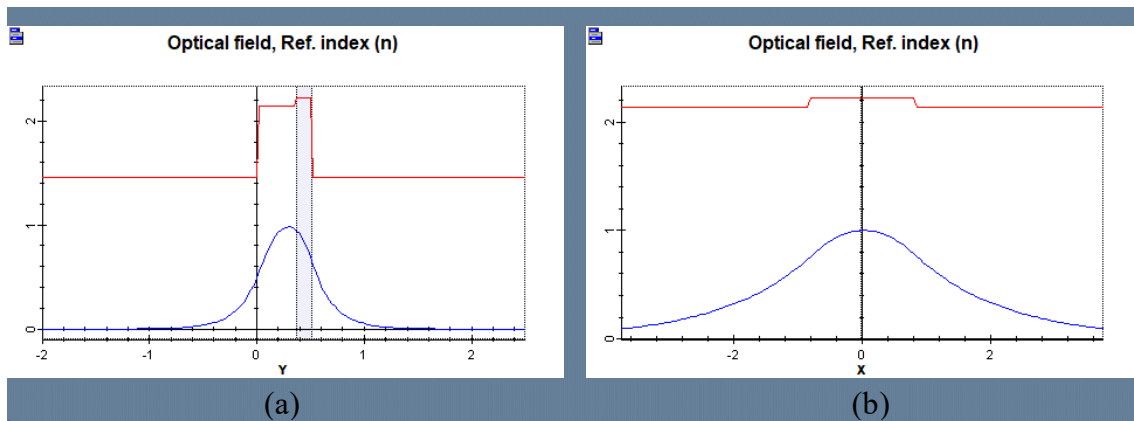 Optical field, Ref. index (n)
2
1
0
-2
-1
0
1
2
Y
(a)
Optical field, Ref. index (n)
2
1
0
-2
0
2
X
(b)